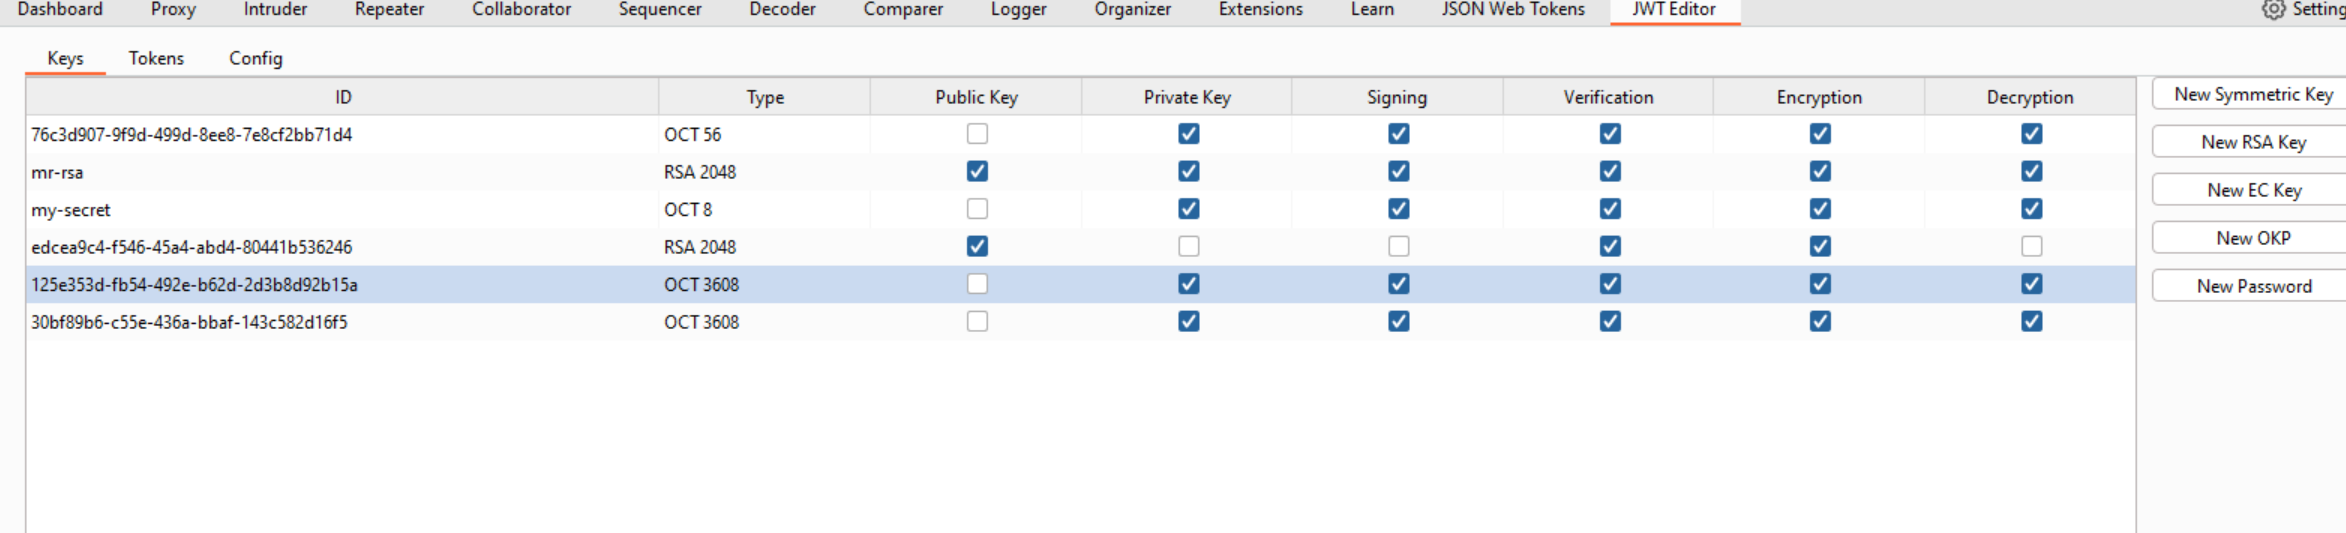 Dashboard Proxy Intruder Repeater Collaborator Sequencer Decoder Comparer Logger Organizer Extensions Learn JSON Web Tokens JWT Editor Setting
Keys Tokens Config
ID Type Public Key Private Key Signing Verification Encryption Decryption
76c3d907-9f9d-499d-8ee8-7e8cf2bb71d4 OCT 56
mr-rsa RSA 2048
my-secret OCT 8
edcea9c4-f546-45a4-abd4-80441b536246 RSA 2048
125e353d-fb54-492e-b62d-2d3b8d92b15a OCT 3608
30bf89b6-c55e-436a-bbaf-143c582d16f5 OCT 3608
New Symmetric Key
New RSA Key
New EC Key
New OKP
New Password